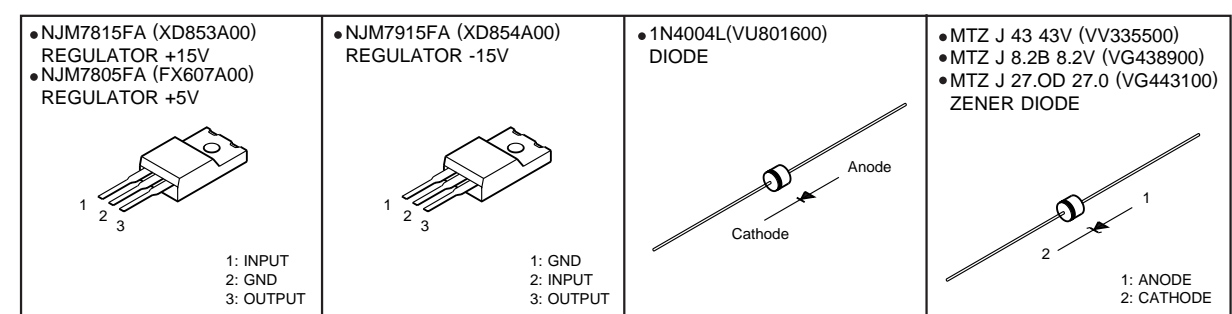 ●NJM7815FA (XD853A00)
REGULATOR +15V
●NJM7805FA (FX607A00)
REGULATOR +5V
1
2
3
1: INPUT
2: GND
3: OUTPUT
●NJM7915FA (XD854A00)
REGULATOR -15V
1
2
3
1: GND
2: INPUT
3: OUTPUT
●1N4004L(VU801600)
DIODE
Anode
Cathode
●MTZ J 43 43V (VV335500)
●MTZ J 8.2B 8.2V (VG438900)
●MTZ J 27.OD 27.0 (VG443100)
ZENER DIODE
1
2
1: ANODE
2: CATHODE